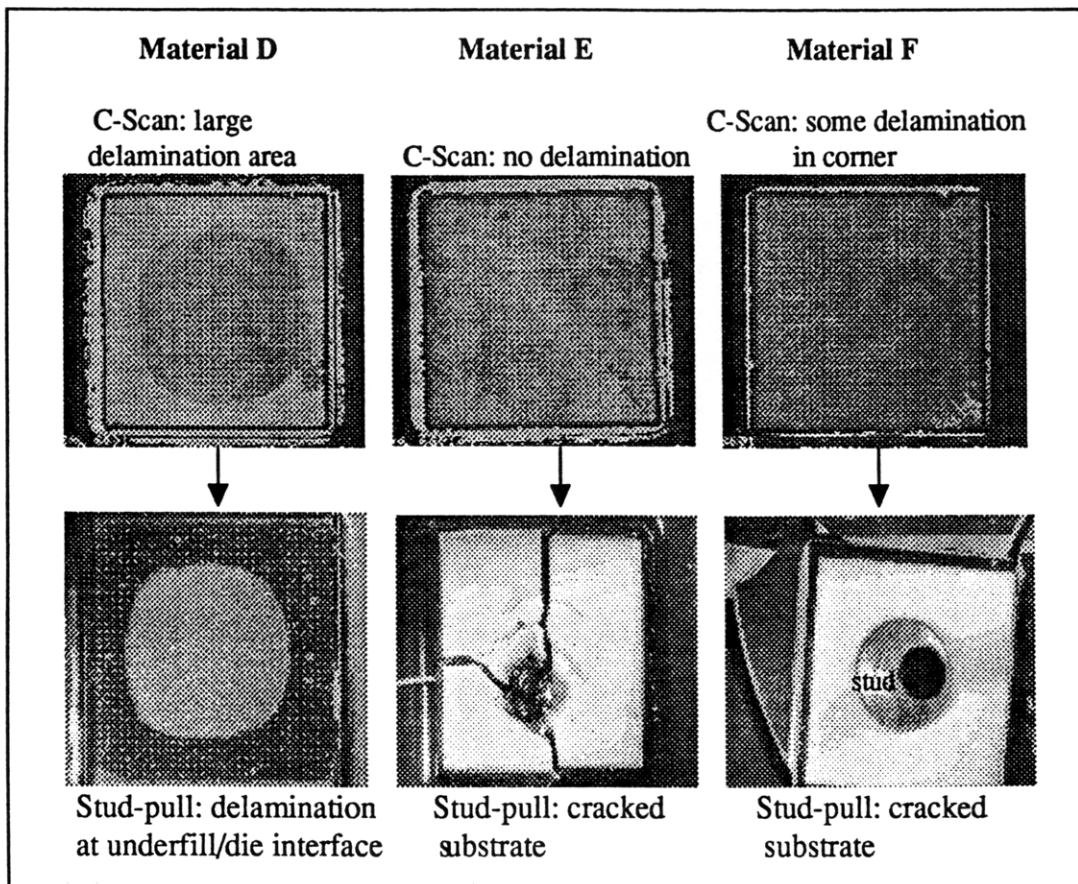 Material D
Material E
Material F
C-Scan: large
delamination area
C-Scan: no delamination
C-Scan: some delamination
in corner
stud
Stud-pull: delamination
at underfill/die interface
Stud-pull: cracked
substrate
Stud-pull: cracked
substrate